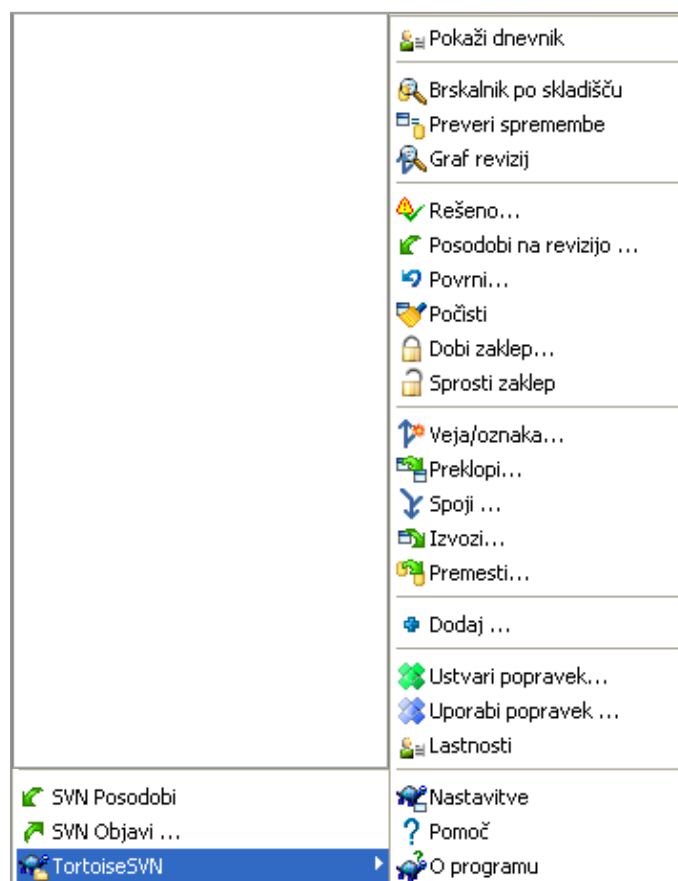 Pokaži dnevnik
Brskalnik po skladišču
Preveri spremembe
Graf revizij
Rešeno...
Posodobi na revizijo ...
Povrni...
Počisti
Dobi zaklep...
Sprosti zaklep
Veja/oznaka...
Preklopi...
Spoji ...
Izvozi...
Premesti...
Dodaj ...
Ustvari popravek...
Uporabi popravek ...
Lastnosti
Nastavitve
Pomoč
O programu
SVN Posodobi
SVN Objavi ...
TortoiseSVN